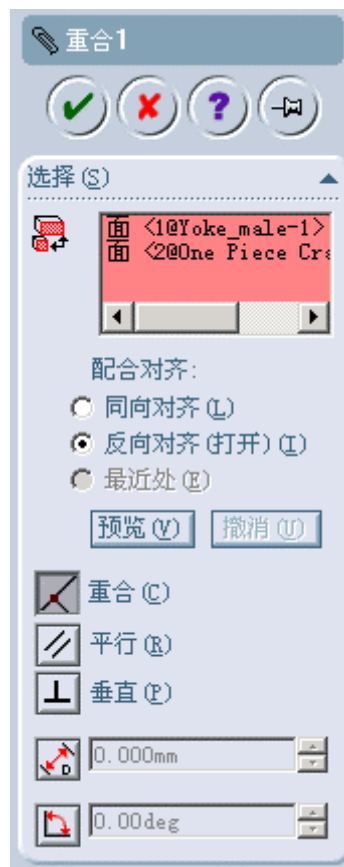 重合1
选择(S)
面 <1@Yoke_male-1>
面 <2@One Piece Cra
配合对齐:
同向对齐(L)
反向对齐(打开)(I)
最近处(E)
预览(V) 撤消(U)
重合(C)
平行(R)
垂直(P)
0.000mm
0.00deg